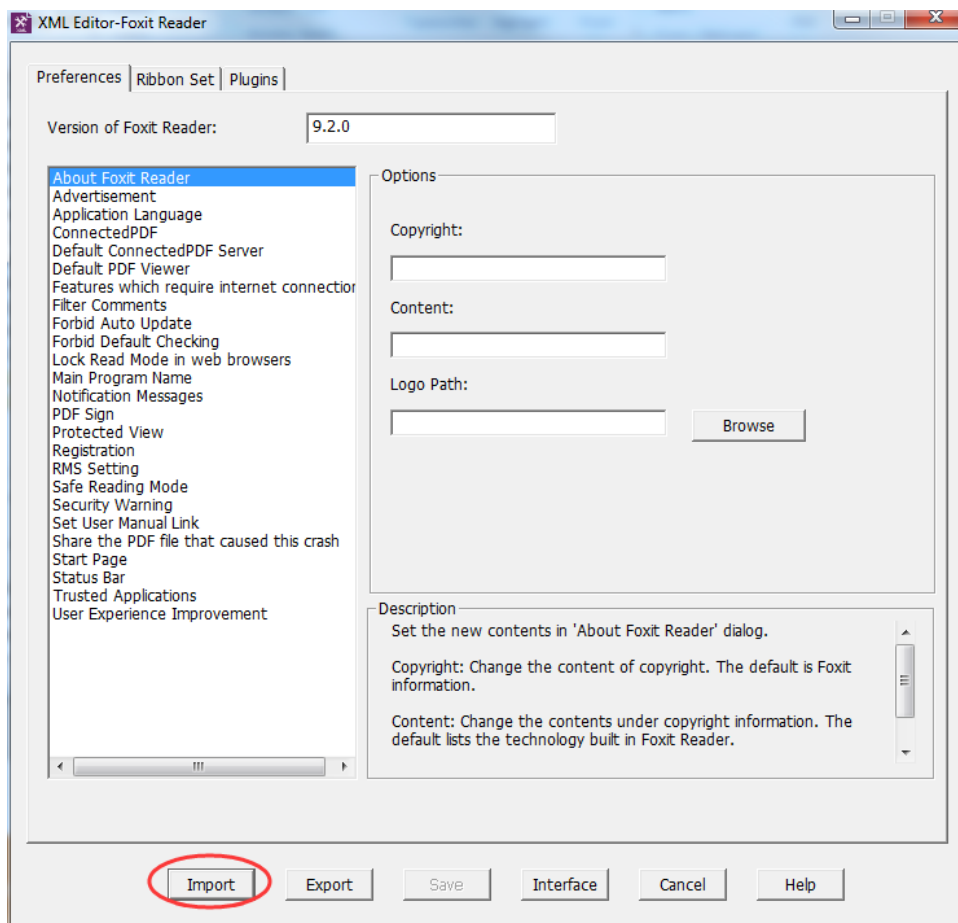 XML Editor-Foxit Reader
Preferences
Ribbon Set
Plugins
Version of Foxit Reader:
9.2.0
About Foxit Reader
Advertisement
Application Language
ConnectedPDF
Default ConnectedPDF Server
Default PDF Viewer
Features which require internet connection
Filter Comments
Forbid Auto Update
Forbid Default Checking
Lock Read Mode in web browsers
Main Program Name
Notification Messages
PDF Sign
Protected View
Registration
RMS Setting
Safe Reading Mode
Security Warning
Set User Manual Link
Share the PDF file that caused this crash
Start Page
Status Bar
Trusted Applications
User Experience Improvement
Options
Copyright:
Content:
Logo Path:
Browse
Description
Set the new contents in 'About Foxit Reader' dialog.
Copyright: Change the content of copyright. The default is Foxit
information.
Content: Change the contents under copyright information. The
default lists the technology built in Foxit Reader.
Import
Export
Save
Interface
Cancel
Help